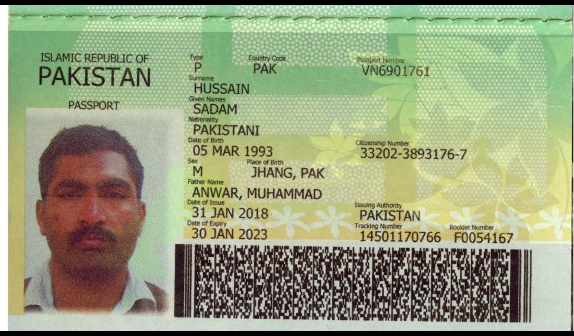 ISLAMIC REPUBLIC OF
PAKISTAN
PASSPORT
Type Country Code Passport Number
P PAK VN6901761
Surname
HUSSAIN
Given Names
SADAM
Nationality
PAKISTANI
Date of Birth Citizenship Number
05 MAR 1993 33202-3893176-7
Sex Place of Birth
M JHANG, PAK
Father Name
ANWAR, MUHAMMAD
Date of Issue Issuing Authority
31 JAN 2018 PAKISTAN
Date of Expiry Tracking Number Booklet Number
30 JAN 2023 14501170766 F0054167